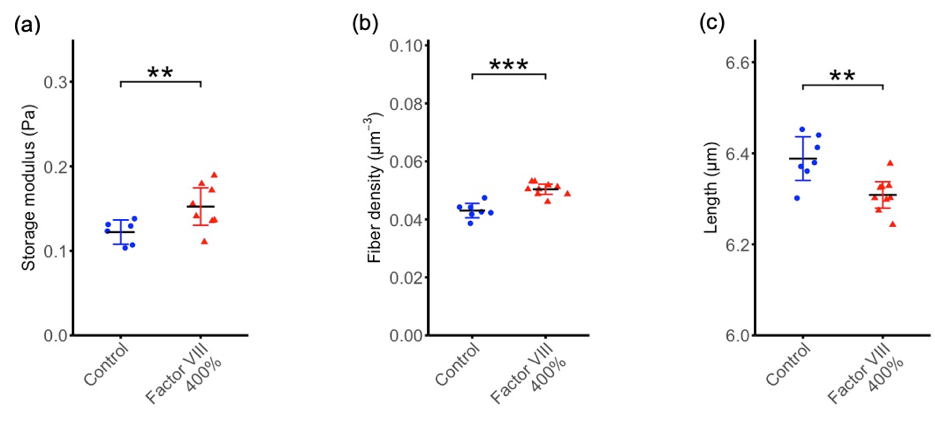 (a)
**
Storage modulus (Pa)
0.3
0.2
0.1
0.0
Control
Factor VIII
400%
(b)
***
Fiber density (μm⁻³)
0.10
0.08
0.06
0.04
0.02
0.00
Control
Factor VIII
400%
(c)
**
Length (μm)
6.6
6.4
6.2
6.0
Control
Factor VIII
400%